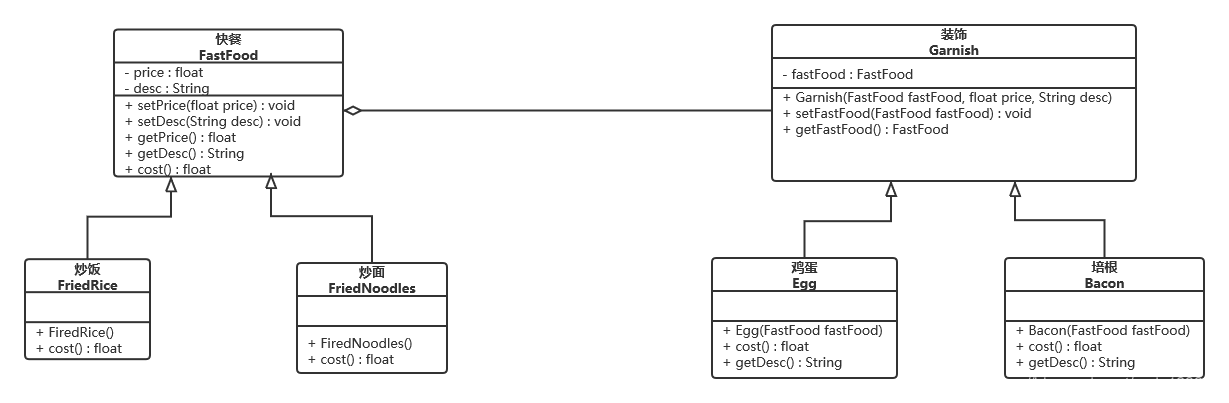 快餐
FastFood
- price : float
- desc : String
+ setPrice(float price) : void
+ setDesc(String desc) : void
+ getPrice() : float
+ getDesc() : String
+ cost() : float
装饰
Garnish
- fastFood : FastFood
+ Garnish(FastFood fastFood, float price, String desc)
+ setFastFood(FastFood fastFood) : void
+ getFastFood() : FastFood
炒饭
FriedRice
+ FiredRice()
+ cost() : float
炒面
FriedNoodles
+ FiredNoodles()
+ cost() : float
鸡蛋
Egg
+ Egg(FastFood fastFood)
+ cost() : float
+ getDesc() : String
培根
Bacon
+ Bacon(FastFood fastFood)
+ cost() : float
+ getDesc() : String